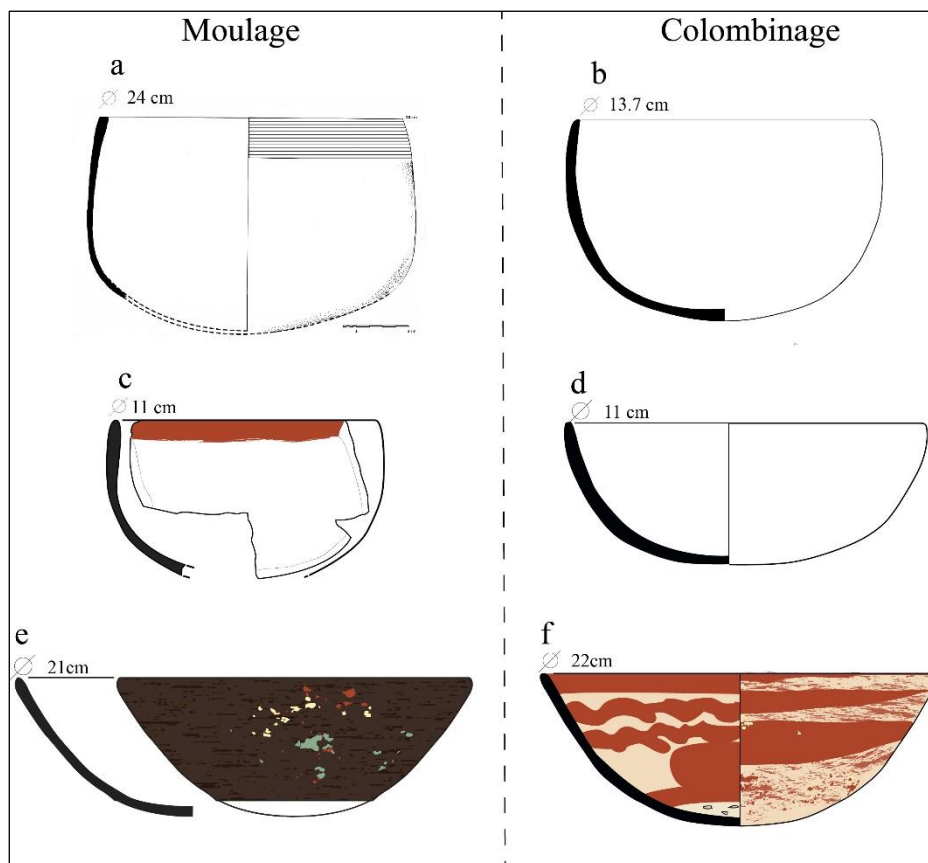 Moulage
Colombinage
a
⌀ 24 cm
b
⌀ 13.7 cm
c
⌀ 11 cm
d
⌀ 11 cm
e
⌀ 21cm
f
⌀ 22cm